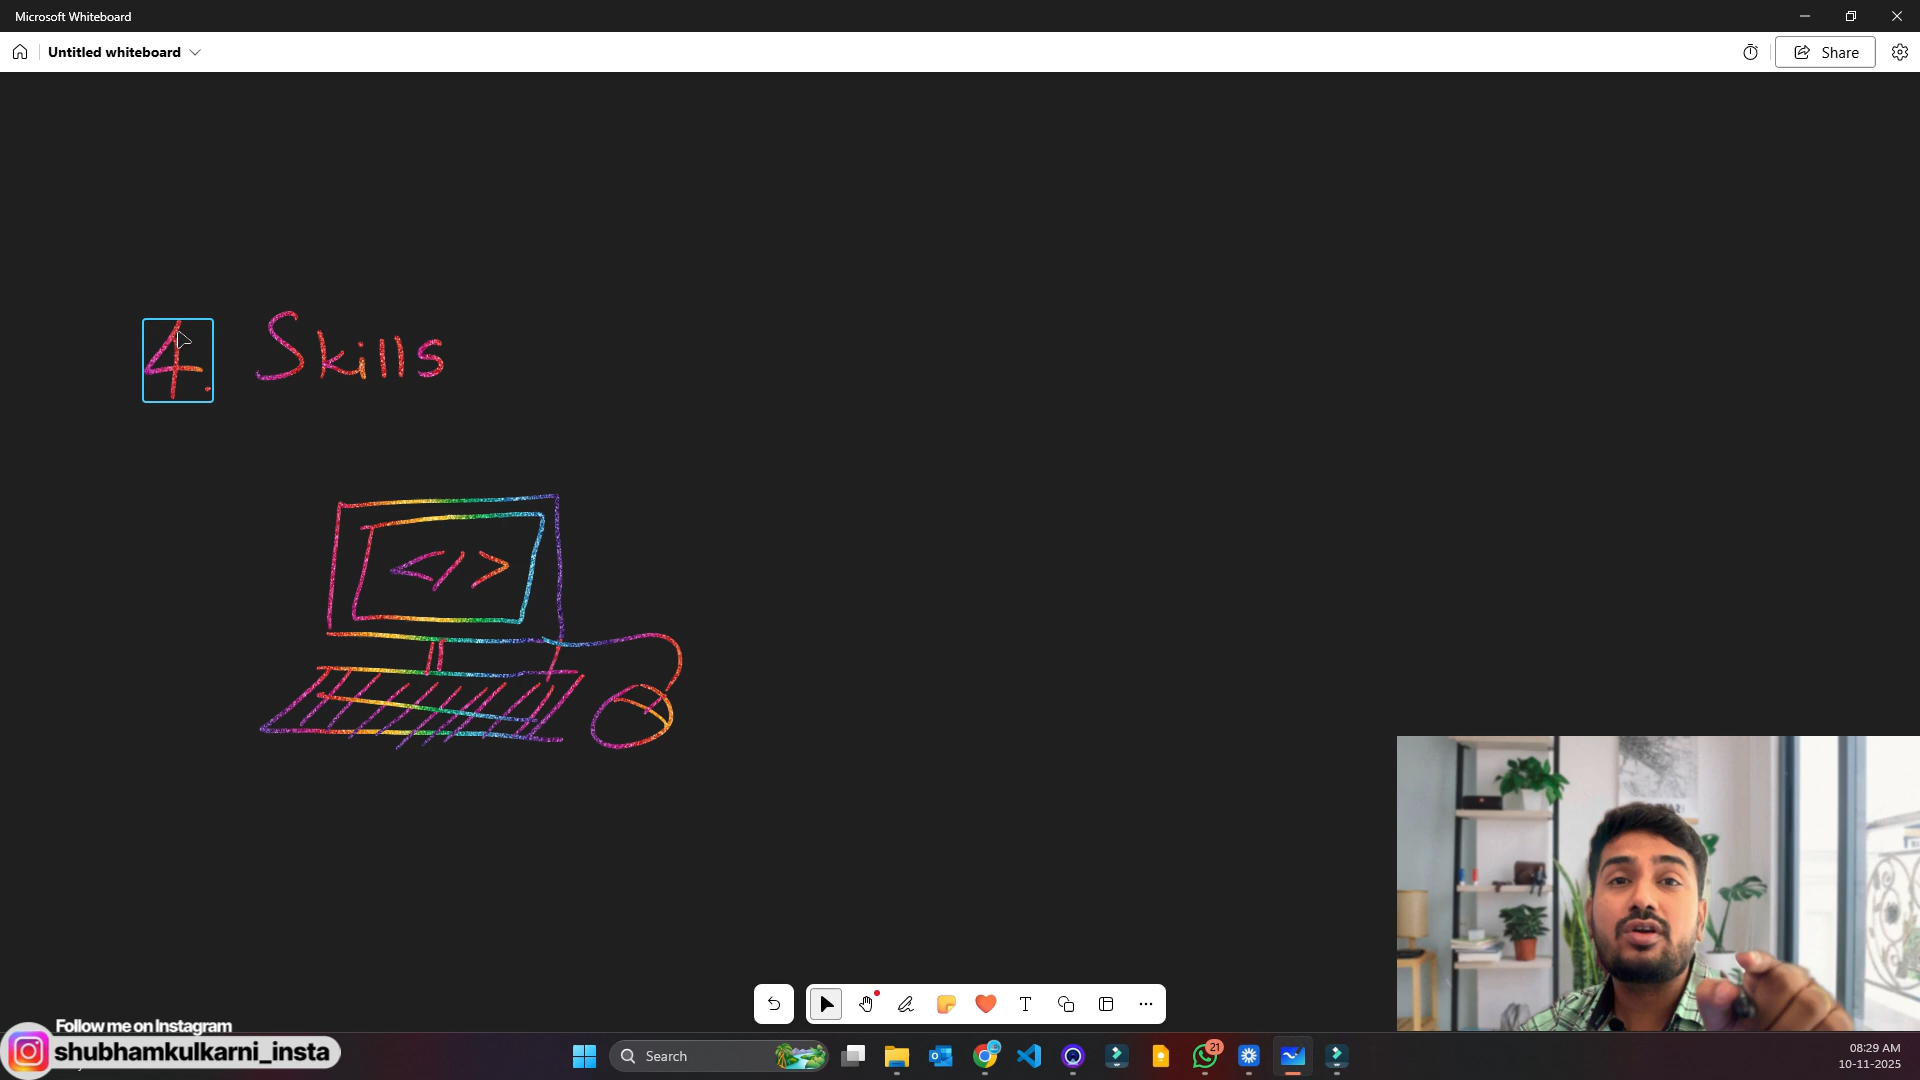 Microsoft Whiteboard
Untitled whiteboard
Share
4. Skills
</>
T
Follow me on Instagram
shubhamkulkarni_insta
Search
21
08:29 AM
10-11-2025